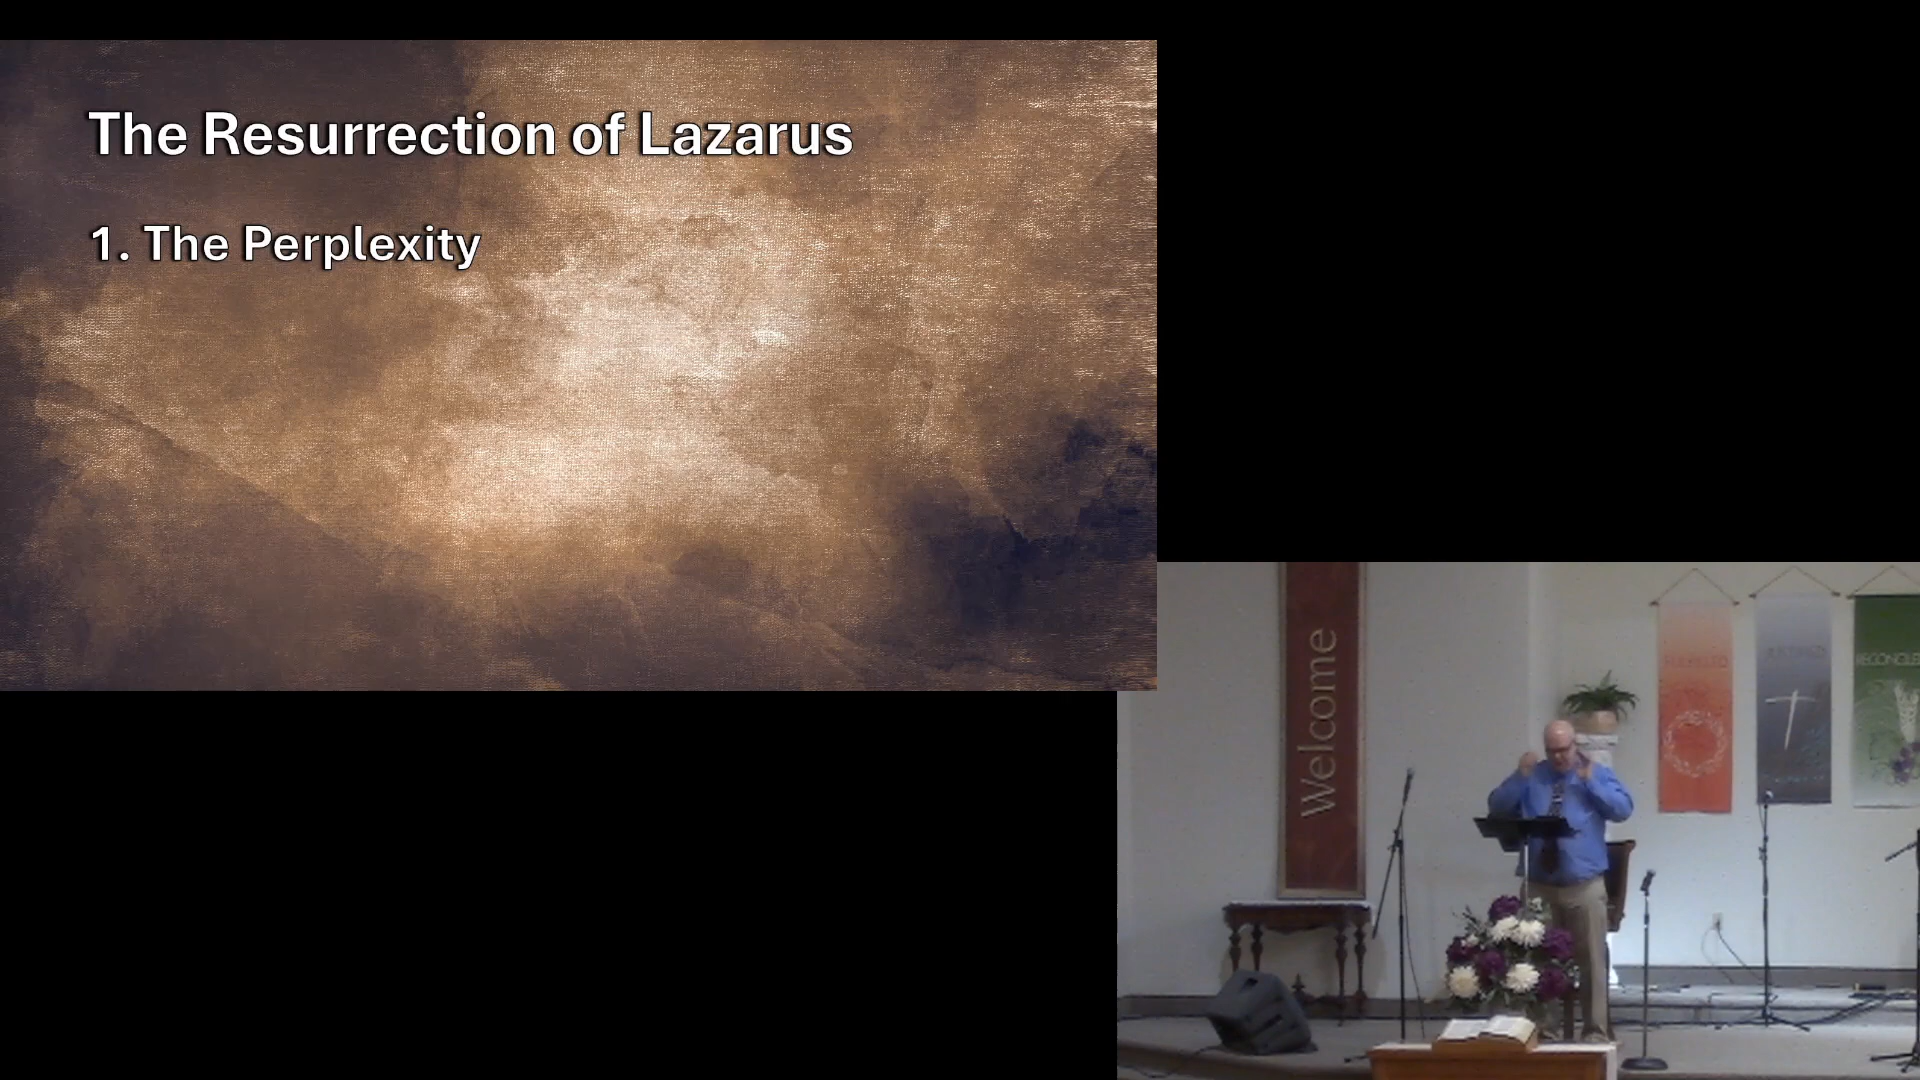 The Resurrection of Lazarus
1. The Perplexity
Welcome